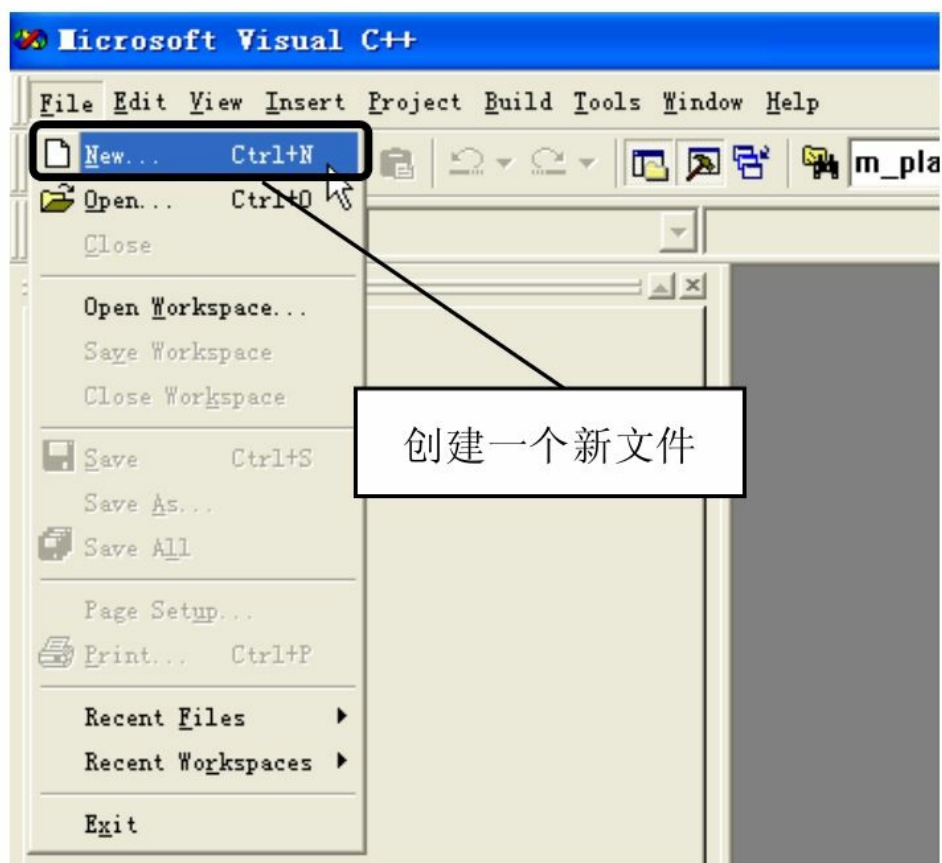 Microsoft Visual C++
File Edit View Insert Project Build Tools Window Help
New... Ctrl+N
m_pla
Open... Ctrl+O
Close
Open Workspace...
Save Workspace
Close Workspace
创建一个新文件
Save Ctrl+S
Save As...
Save All
Page Setup...
Print... Ctrl+P
Recent Files
Recent Workspaces
Exit